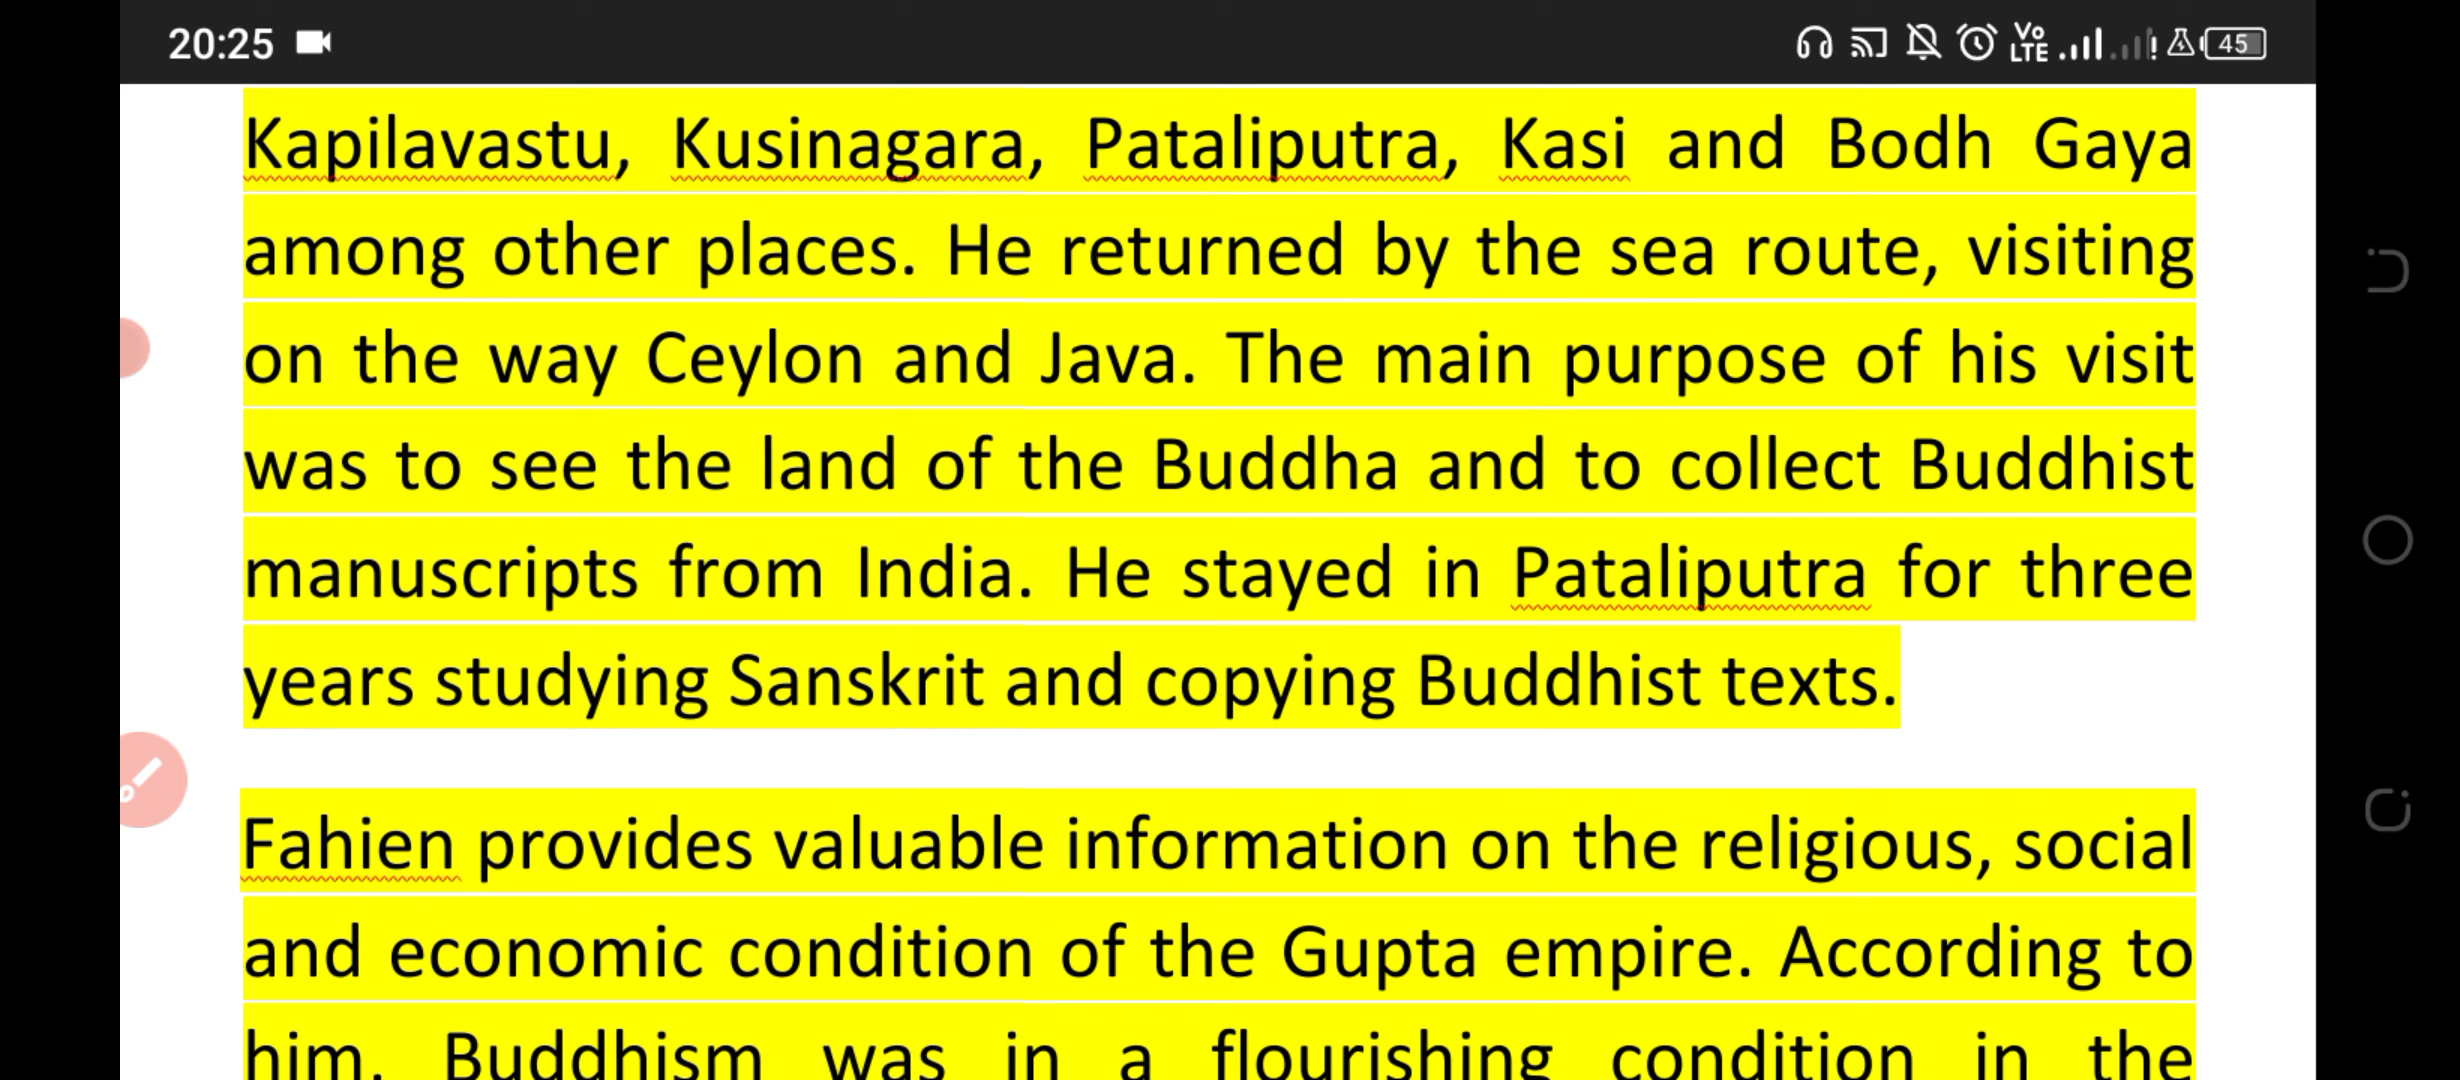 20:25 Vo LTE ! 45
Kapilavastu, Kusinagara, Pataliputra, Kasi and Bodh Gaya
among other places. He returned by the sea route, visiting
on the way Ceylon and Java. The main purpose of his visit
was to see the land of the Buddha and to collect Buddhist
manuscripts from India. He stayed in Pataliputra for three
years studying Sanskrit and copying Buddhist texts.
Fahien provides valuable information on the religious, social
and economic condition of the Gupta empire. According to
him, Buddhism was in a flourishing condition in the